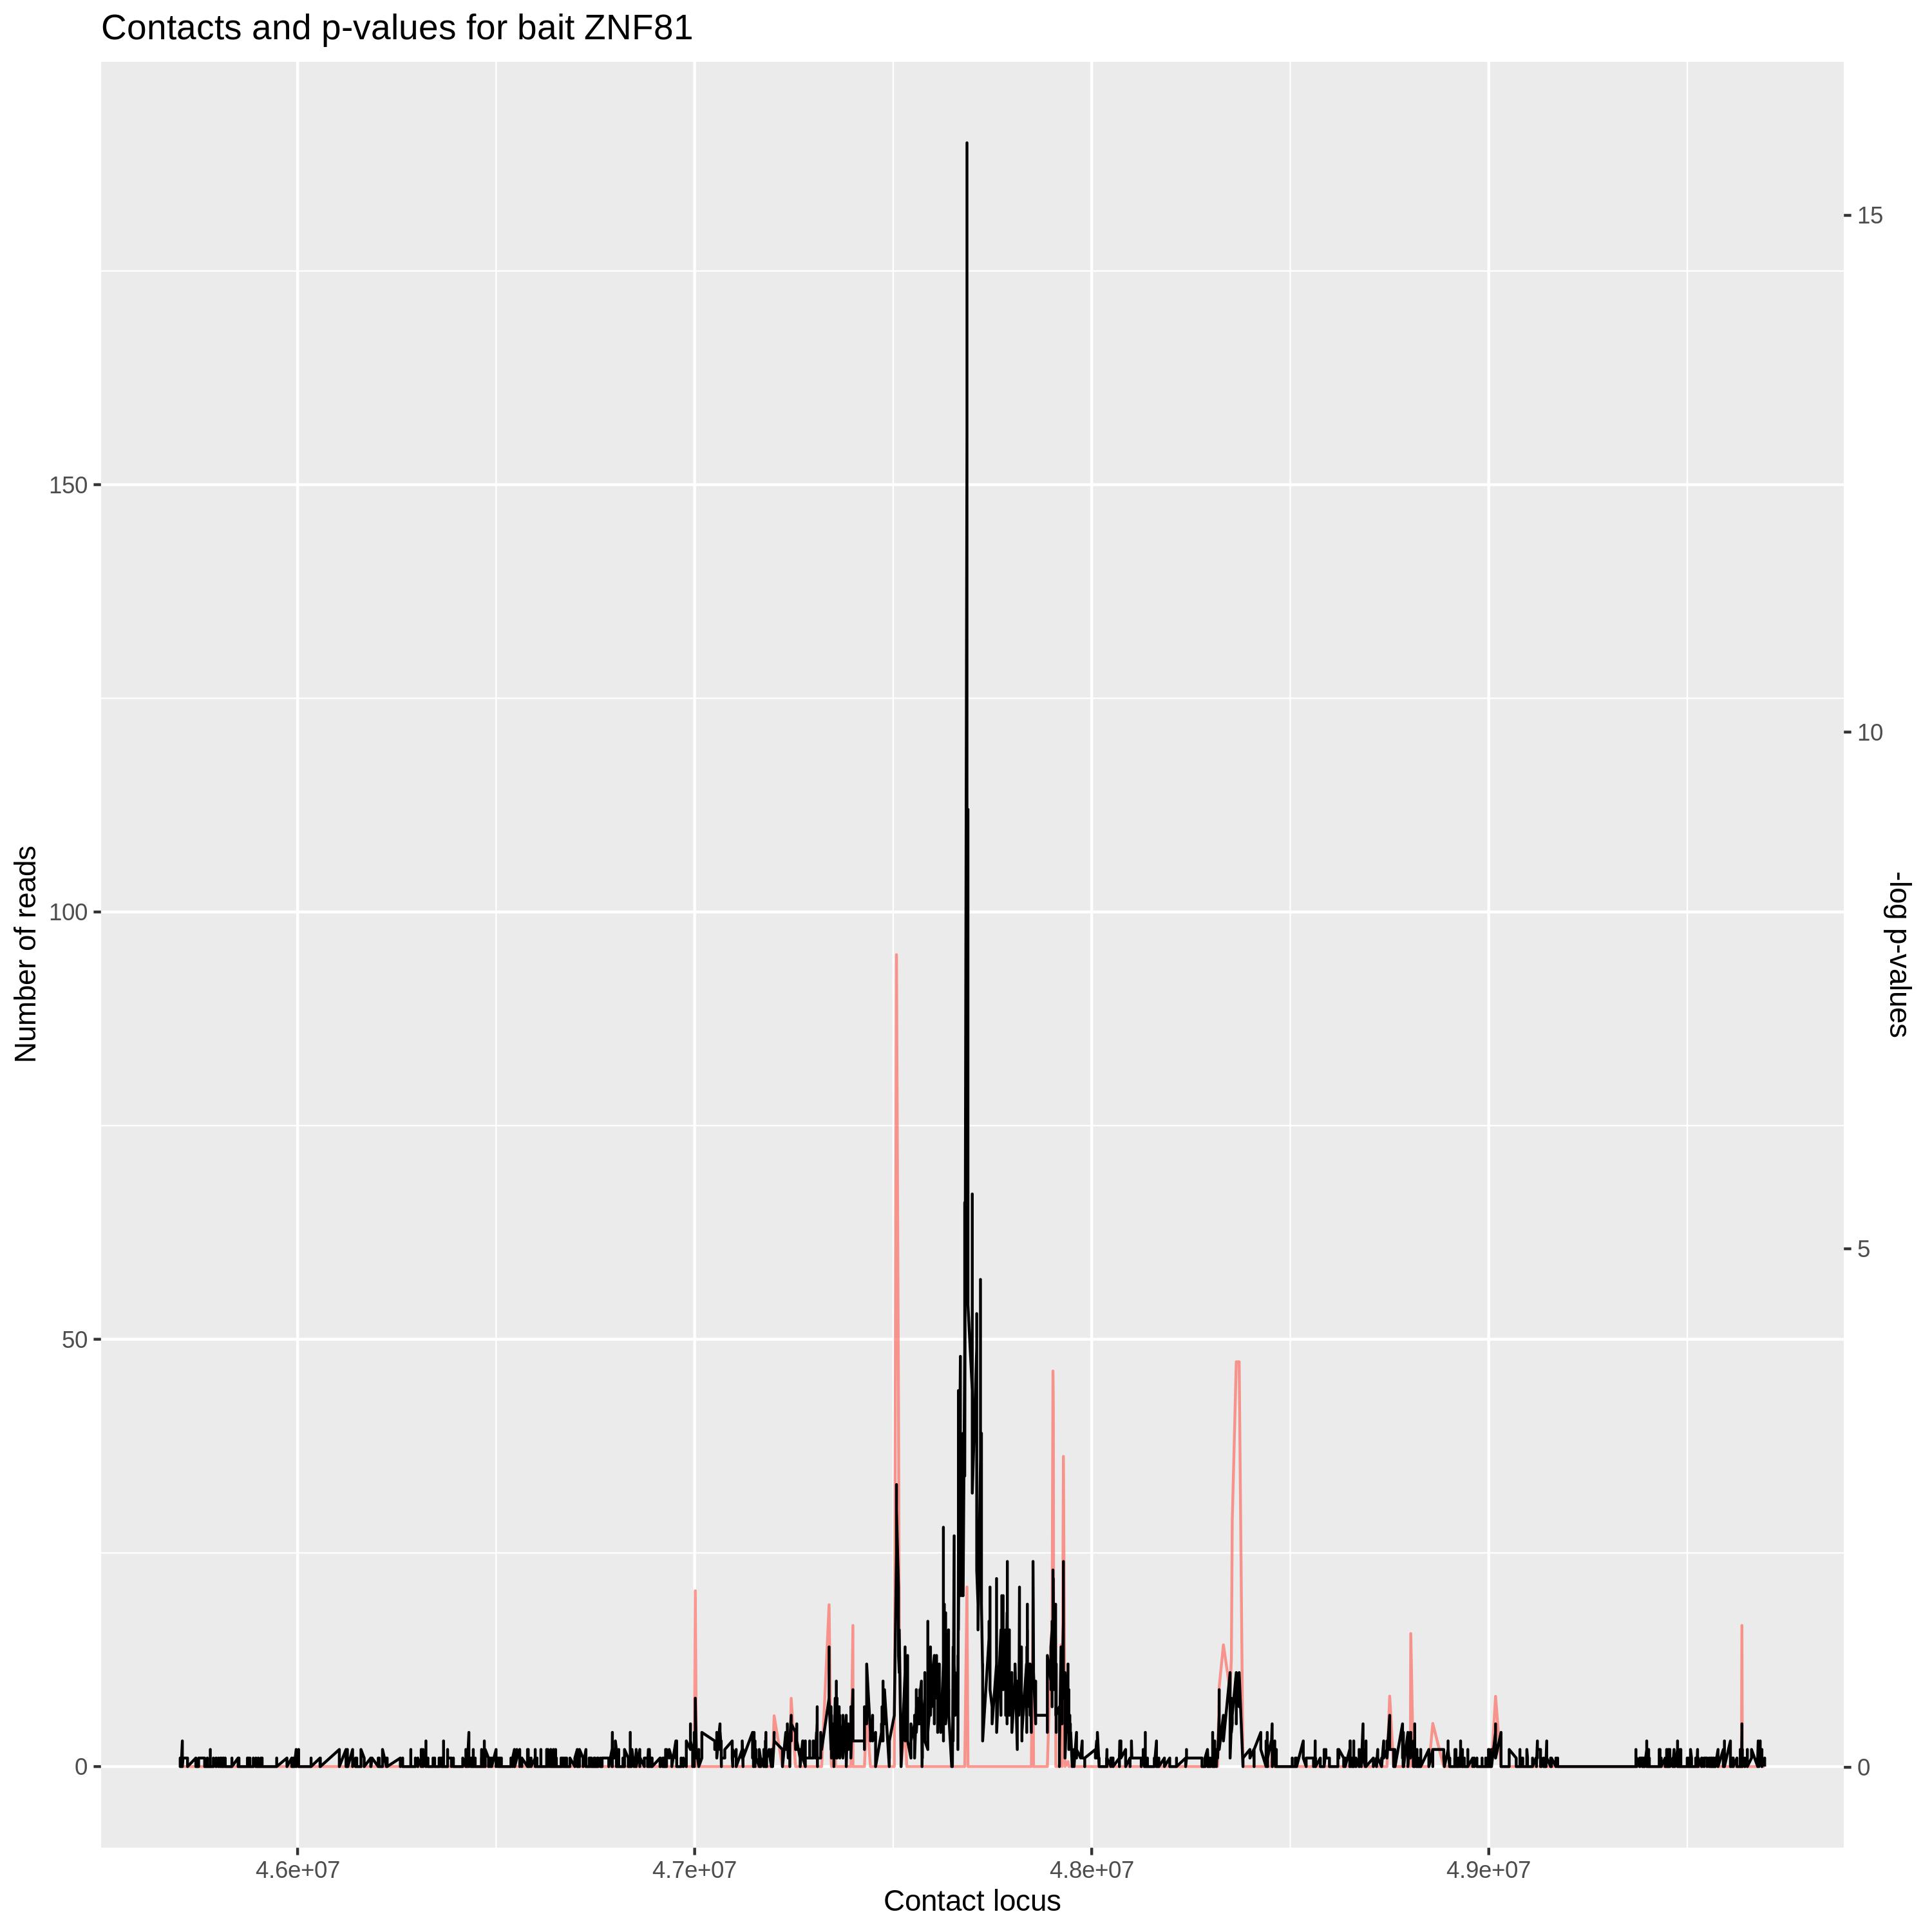 Contacts and p-values for bait ZNF81
Number of reads
150
100
50
0
15
10
5
0
-log p-values
4.6e+07 4.7e+07 4.8e+07 4.9e+07
Contact locus